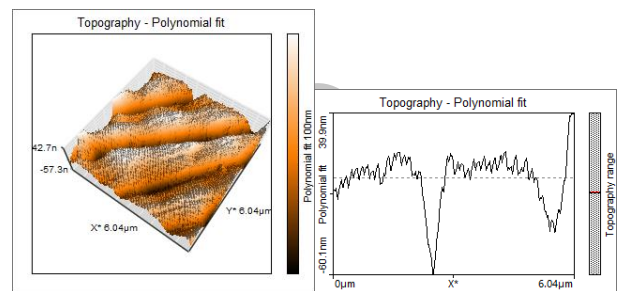 Topography - Polynomial fit
42.7n
-57.3n
X* 6.04µm
Y* 6.04µm
Polynomial fit 100nm
Topography - Polynomial fit
39.9nm
Polynomial fit
-60.1nm
0µm
X*
6.04µm
Topography range